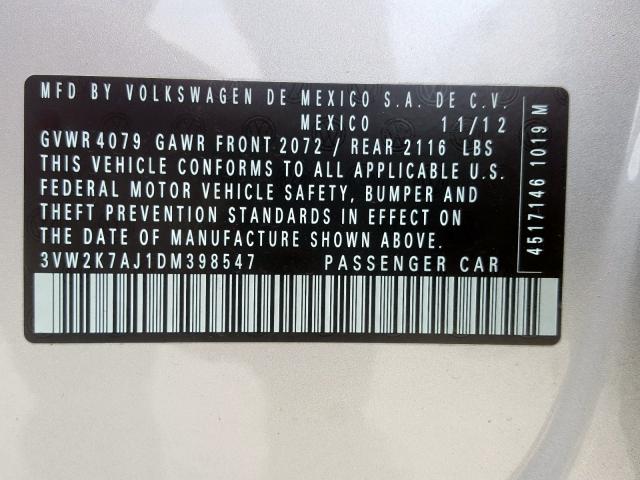 MFD BY VOLKSWAGEN DE MEXICO S.A. DE C.V.
MEXICO 11/12
GVWR 4079 GAWR FRONT 2072 / REAR 2116 LBS
THIS VEHICLE CONFORMS TO ALL APPLICABLE U.S.
FEDERAL MOTOR VEHICLE SAFETY, BUMPER AND
THEFT PREVENTION STANDARDS IN EFFECT ON
THE DATE OF MANUFACTURE SHOWN ABOVE.
3VW2K7AJ1DM398547 PASSENGER CAR
4517146 1019 M